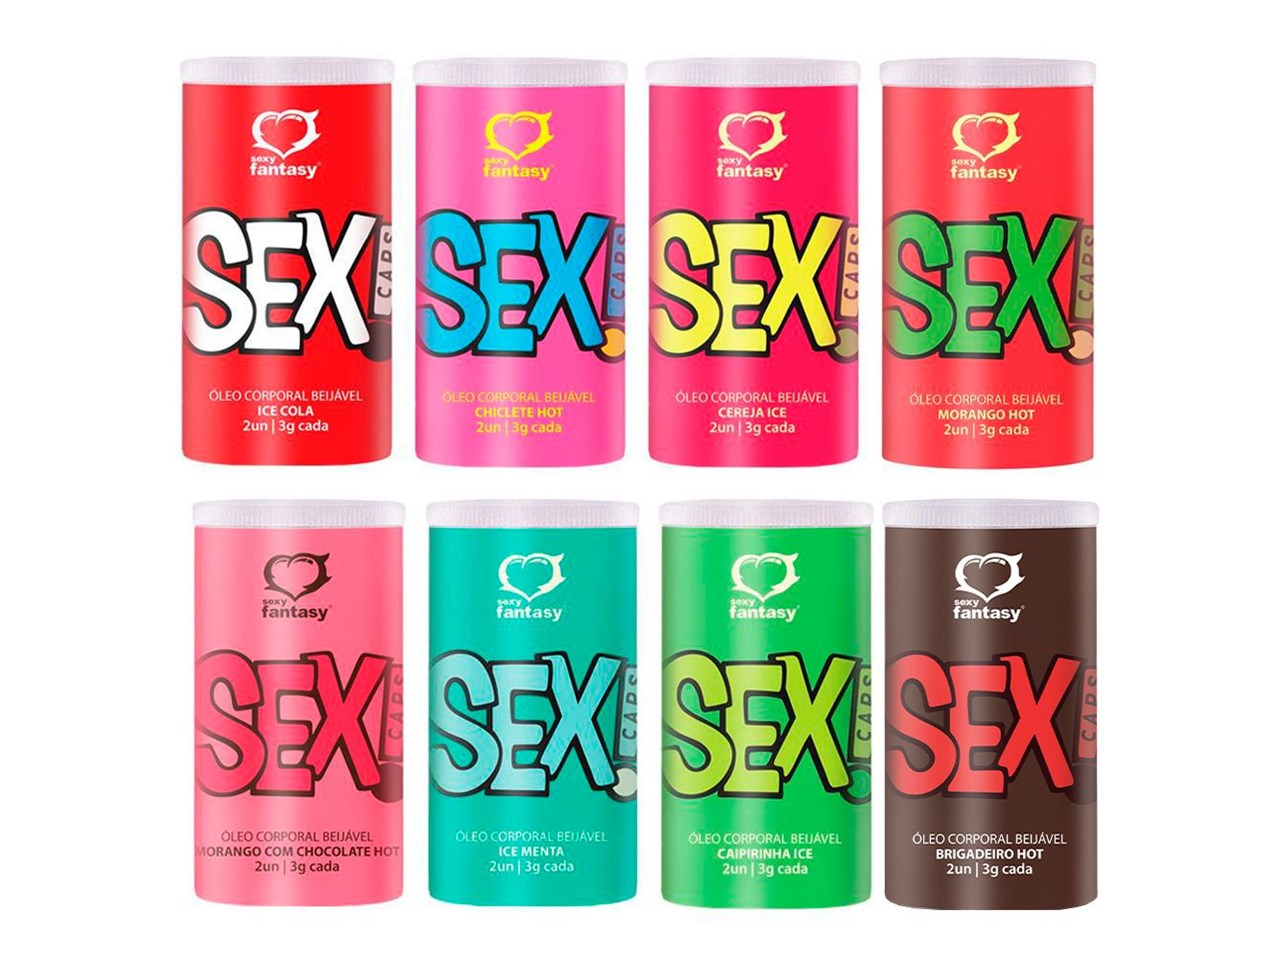 sexy
fantasy®
SEX!
CAPS
ÓLEO CORPORAL BEIJÁVEL
ICE COLA
2un | 3g cada
sexy
fantasy®
SEX!
CAPS
ÓLEO CORPORAL BEIJÁVEL
CHICLETE HOT
2un | 3g cada
sexy
fantasy®
SEX!
CAPS
ÓLEO CORPORAL BEIJÁVEL
CEREJA ICE
2un | 3g cada
sexy
fantasy®
SEX!
CAPS
ÓLEO CORPORAL BEIJÁVEL
MORANGO HOT
2un | 3g cada
sexy
fantasy®
SEX!
CAPS
ÓLEO CORPORAL BEIJÁVEL
MORANGO COM CHOCOLATE HOT
2un | 3g cada
sexy
fantasy®
SEX!
CAPS
ÓLEO CORPORAL BEIJÁVEL
ICE MENTA
2un | 3g cada
sexy
fantasy®
SEX!
CAPS
ÓLEO CORPORAL BEIJÁVEL
CAIPIRINHA ICE
2un | 3g cada
sexy
fantasy®
SEX!
CAPS
ÓLEO CORPORAL BEIJÁVEL
BRIGADEIRO HOT
2un | 3g cada